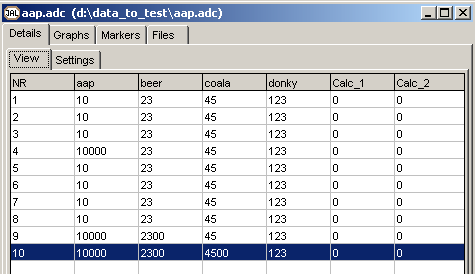 JAL aap.adc (d:\data_to_test\aap.adc)
Details Graphs Markers Files
View Settings
NR aap beer coala donky Calc_1 Calc_2
1 10 23 45 123 0 0
2 10 23 45 123 0 0
3 10 23 45 123 0 0
4 10000 23 45 123 0 0
5 10 23 45 123 0 0
6 10 23 45 123 0 0
7 10 23 45 123 0 0
8 10 23 45 123 0 0
9 10000 2300 45 123 0 0
10 10000 2300 4500 123 0 0